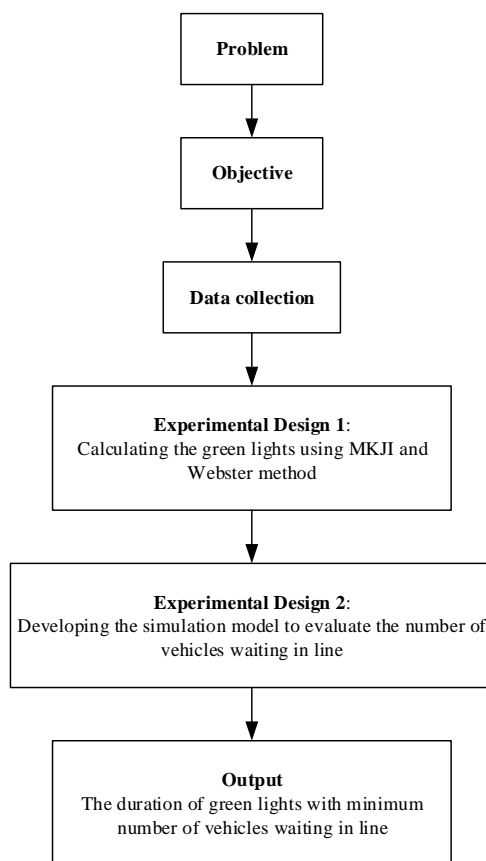 Problem
Objective
Data collection
Experimental Design 1:
Calculating the green lights using MKJI and
Webster method
Experimental Design 2:
Developing the simulation model to evaluate the number of
vehicles waiting in line
Output
The duration of green lights with minimum
number of vehicles waiting in line